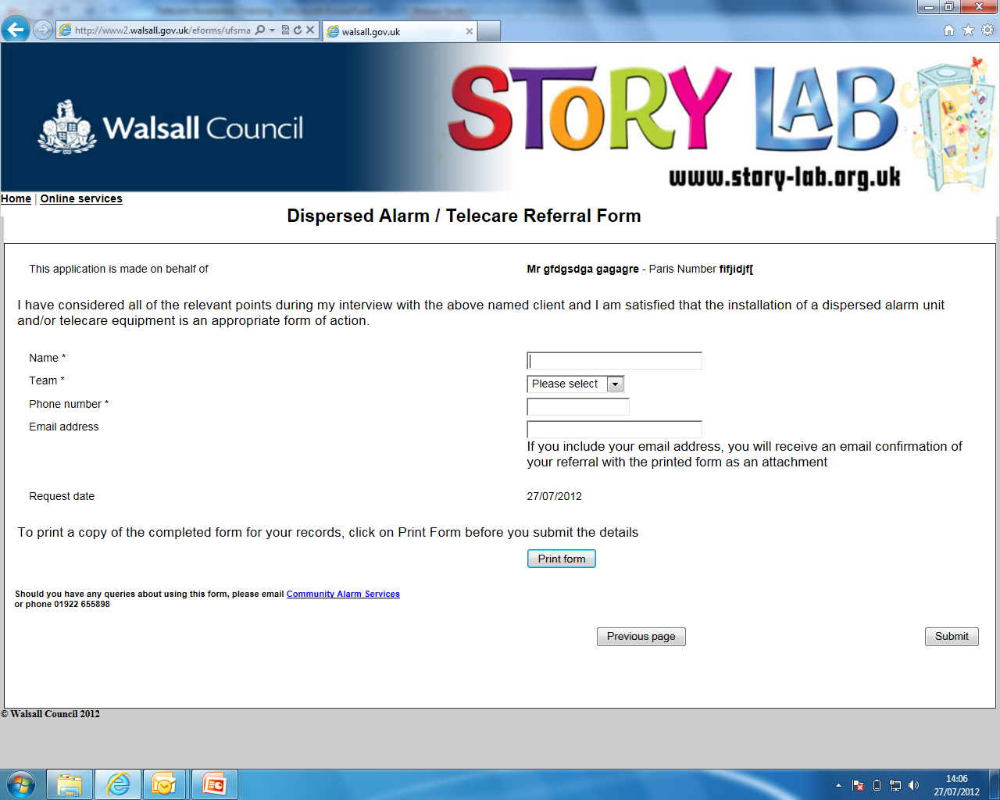 http://www2.walsall.gov.uk/eforms/ufsma
walsall.gov.uk
Walsall Council
STORY LAB
www.story-lab.org.uk
Home | Online services
Dispersed Alarm / Telecare Referral Form
This application is made on behalf of Mr gfdgsdga gagagre - Paris Number fifjidjf[
I have considered all of the relevant points during my interview with the above named client and I am satisfied that the installation of a dispersed alarm unit
and/or telecare equipment is an appropriate form of action.
Name *
Team * Please select
Phone number *
Email address
If you include your email address, you will receive an email confirmation of
your referral with the printed form as an attachment
Request date 27/07/2012
To print a copy of the completed form for your records, click on Print Form before you submit the details
Print form
Should you have any queries about using this form, please email Community Alarm Services
or phone 01922 655898
Previous page Submit
© Walsall Council 2012
14:06
27/07/2012